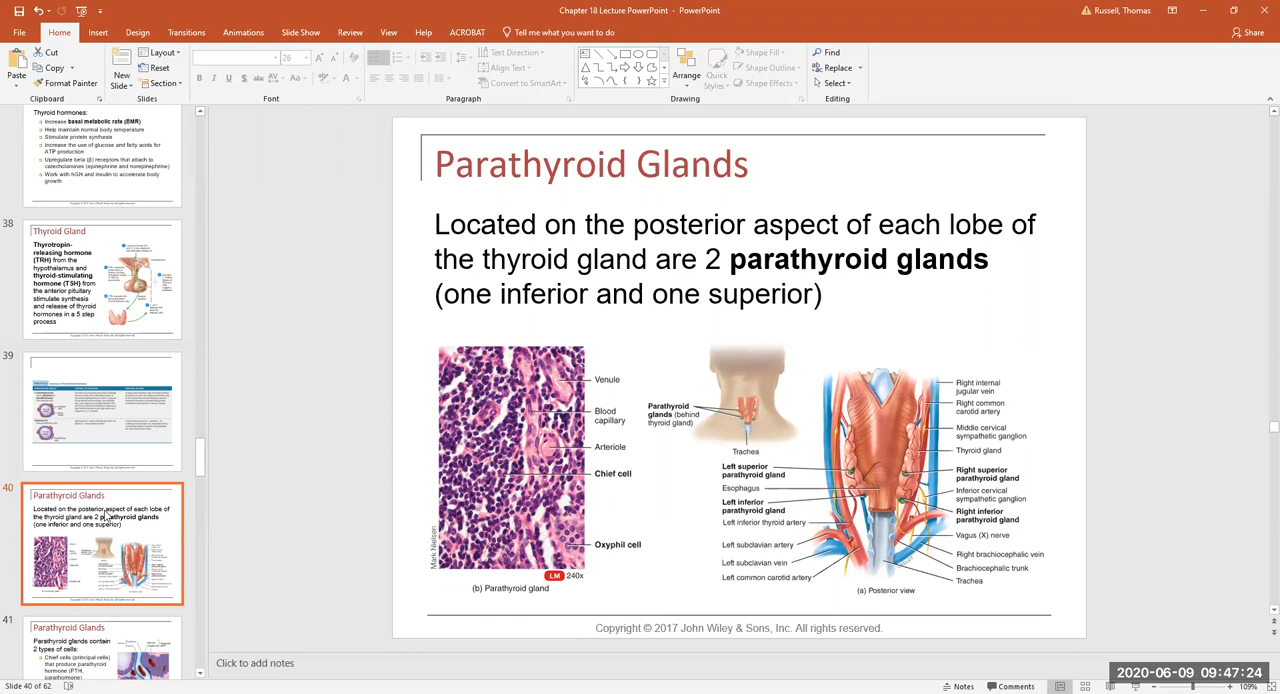 Chapter 18 Lecture PowerPoint - PowerPoint
Russell, Thomas
File Home Insert Design Transitions Animations Slide Show Review View Help ACROBAT Tell me what you want to do Share
Paste
Cut
Copy
Format Painter
Clipboard
New
Slide
Layout
Reset
Section
Slides
26
B I U S abc AV Aa A
Font
Text Direction
Align Text
Convert to SmartArt
Paragraph
Arrange
Quick
Styles
Shape Fill
Shape Outline
Shape Effects
Drawing
Find
Replace
Select
Editing
Thyroid hormones:
Increase basal metabolic rate (BMR)
Help maintain normal body temperature
Stimulate protein synthesis
Increase the use of glucose and fatty acids for
ATP production
Upregulate beta (β) receptors that attach to
catecholamines (epinephrine and norepinephrine)
Work with hGH and insulin to accelerate body
growth
38
Thyroid Gland
Thyrotropin-
releasing hormone
(TRH) from the
hypothalamus and
thyroid-stimulating
hormone (TSH) from
the anterior pituitary
stimulate synthesis
and release of thyroid
hormones in a 5 step
process
39
40
Parathyroid Glands
Located on the posterior aspect of each lobe of
the thyroid gland are 2 parathyroid glands
(one inferior and one superior)
41
Parathyroid Glands
Parathyroid glands contain
2 types of cells:
Chief cells (principal cells)
that produce parathyroid
hormone (PTH,
parathormone)
Parathyroid Glands
Located on the posterior aspect of each lobe of
the thyroid gland are 2 parathyroid glands
(one inferior and one superior)
Venule
Blood
capillary
Arteriole
Chief cell
Oxyphil cell
Mark Nielsen
LM 240x
(b) Parathyroid gland
Parathyroid
glands (behind
thyroid gland)
Trachea
Left superior
parathyroid gland
Esophagus
Left inferior
parathyroid gland
Left inferior thyroid artery
Left subclavian artery
Left subclavian vein
Left common carotid artery
Right internal
jugular vein
Right common
carotid artery
Middle cervical
sympathetic ganglion
Thyroid gland
Right superior
parathyroid gland
Inferior cervical
sympathetic ganglion
Right inferior
parathyroid gland
Vagus (X) nerve
Right brachiocephalic vein
Brachiocephalic trunk
Trachea
(a) Posterior view
Copyright © 2017 John Wiley & Sons, Inc. All rights reserved.
Click to add notes
2020-06-09 09:47:24
Slide 40 of 62
Notes Comments 109%